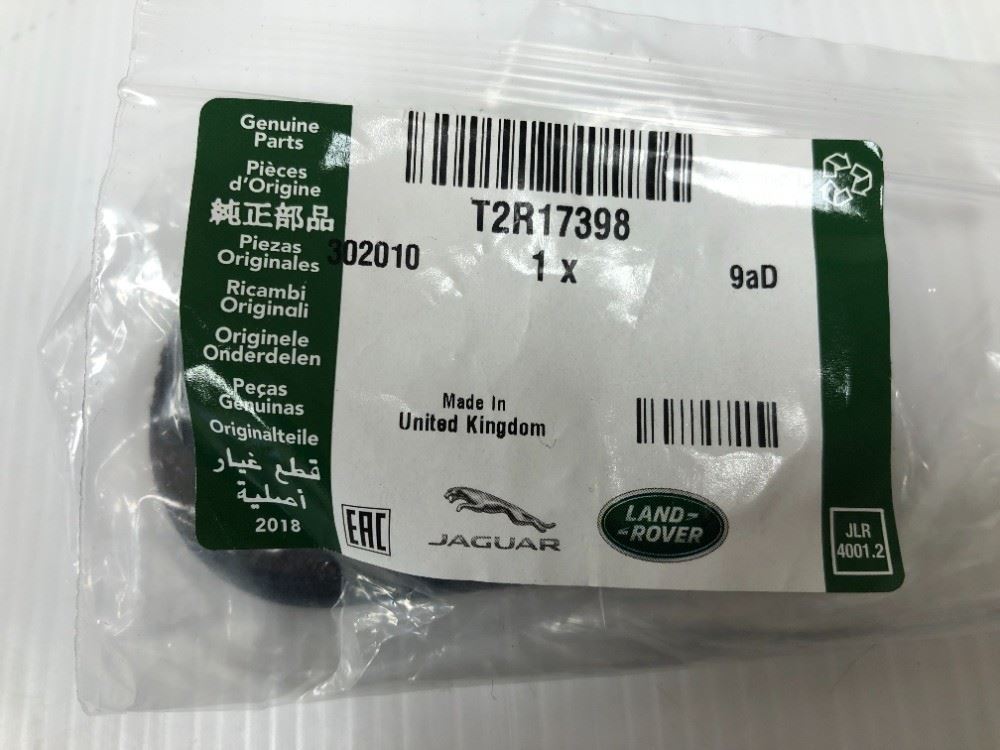 Genuine
Parts
Pièces
d'Origine
純正部品
Piezas
Originales
Ricambi
Originali
Originele
Onderdelen
Peças
Genuinas
Originalteile
قطع غيار
أصلية
2018
T2R17398
302010
1 x
9aD
Made In
United Kingdom
EAC
JAGUAR
LAND-
ROVER
JLR
4001.2